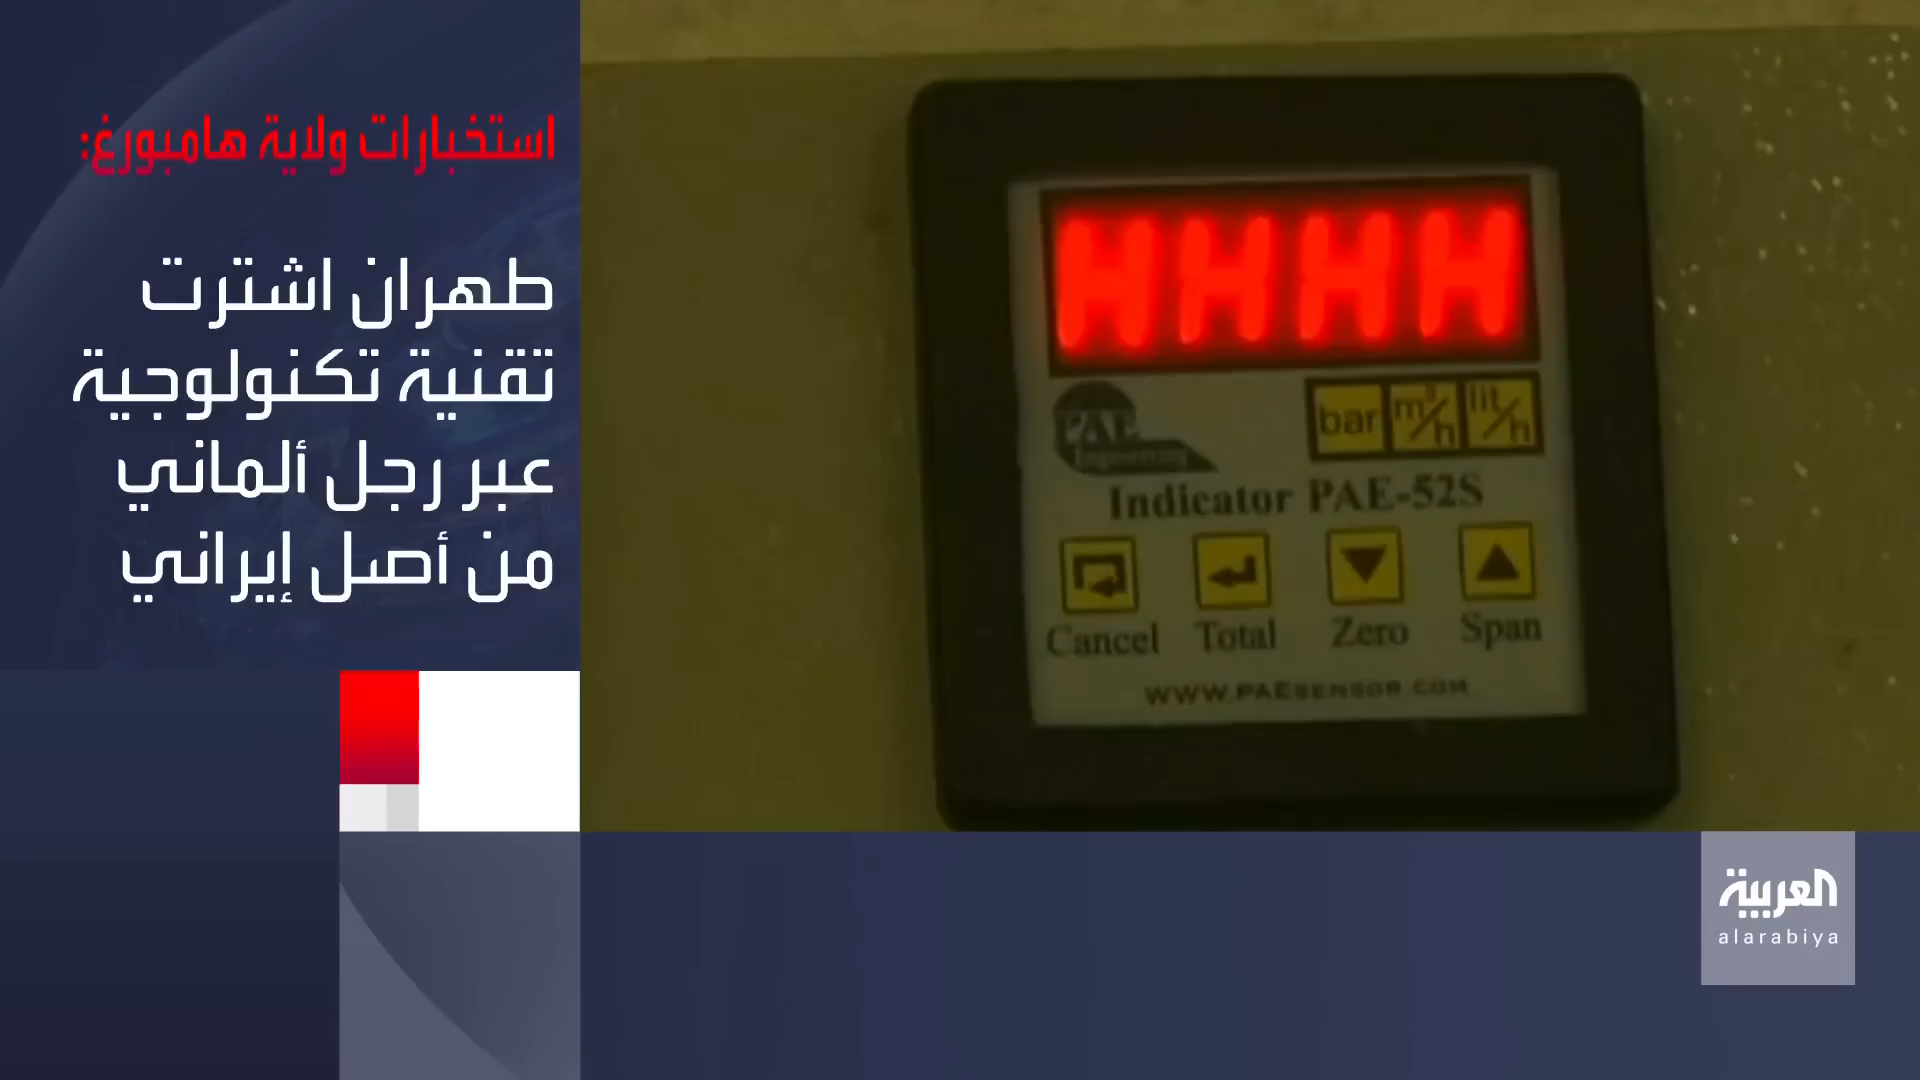 استخبارات ولاية هامبورغ:
طهران اشترت
تقنية تكنولوجية
عبر رجل ألماني
من أصل إيراني
HHHH
PAE
Engineering
bar m³/h lit/h
Indicator PAE-52S
Cancel Total Zero Span
WWW.PAESENSOR.COM
العربية
alarabiya